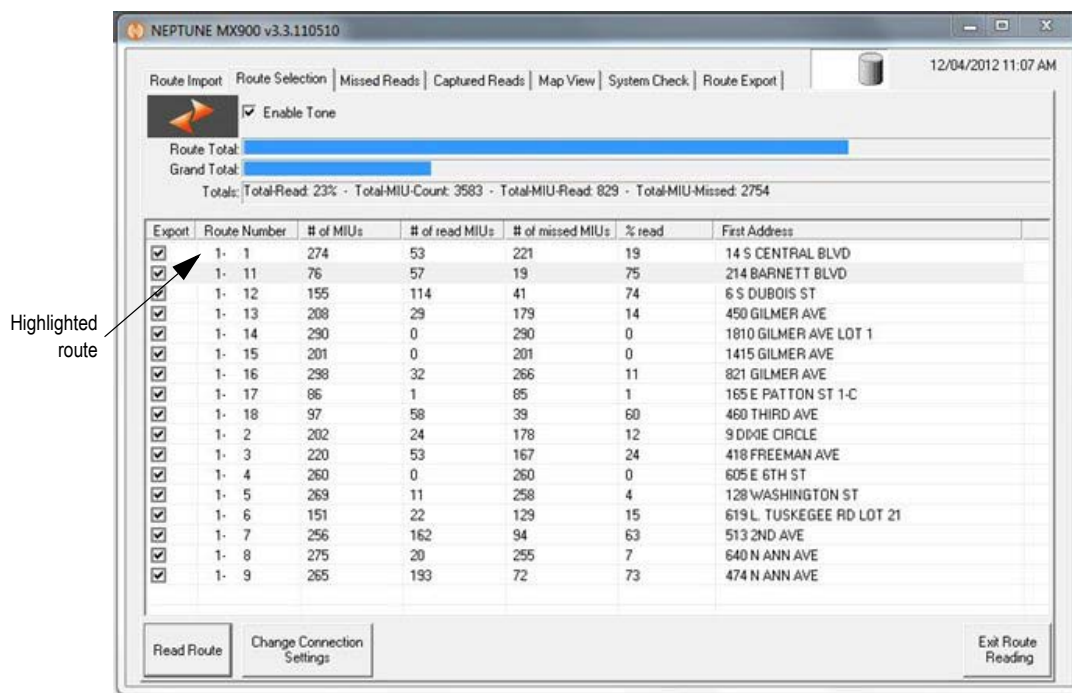 NEPTUNE MX900 v3.3.110510
12/04/2012 11:07 AM
Route Import Route Selection Missed Reads Captured Reads Map View System Check Route Export
Enable Tone
Route Total:
Grand Total:
Totals: Total-Read: 23% - Total-MIU-Count: 3583 - Total-MIU-Read: 829 - Total-MIU-Missed: 2754
Export Route Number # of MIUs # of read MIUs # of missed MIUs % read First Address
1- 1 274 53 221 19 14 S CENTRAL BLVD
1- 11 76 57 19 75 214 BARNETT BLVD
1- 12 155 114 41 74 6 S DUBOIS ST
1- 13 208 29 179 14 450 GILMER AVE
1- 14 290 0 290 0 1810 GILMER AVE LOT 1
1- 15 201 0 201 0 1415 GILMER AVE
1- 16 298 32 266 11 821 GILMER AVE
1- 17 86 1 85 1 165 E PATTON ST 1-C
1- 18 97 58 39 60 460 THIRD AVE
1- 2 202 24 178 12 9 DIXIE CIRCLE
1- 3 220 53 167 24 418 FREEMAN AVE
1- 4 260 0 260 0 605 E 6TH ST
1- 5 269 11 258 4 128 WASHINGTON ST
1- 6 151 22 129 15 619 L. TUSKEGEE RD LOT 21
1- 7 256 162 94 63 513 2ND AVE
1- 8 275 20 255 7 640 N ANN AVE
1- 9 265 193 72 73 474 N ANN AVE
Highlighted
route
Read Route
Change Connection
Settings
Exit Route
Reading